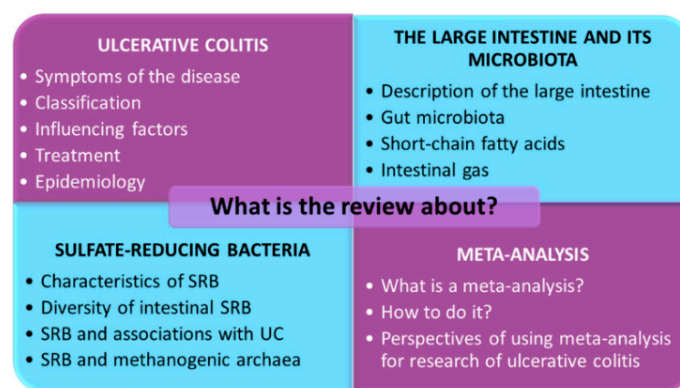 ULCERATIVE COLITIS
• Symptoms of the disease
• Classification
• Influencing factors
• Treatment
• Epidemiology
THE LARGE INTESTINE AND ITS
MICROBIOTA
• Description of the large intestine
• Gut microbiota
• Short-chain fatty acids
• Intestinal gas
What is the review about?
SULFATE-REDUCING BACTERIA
• Characteristics of SRB
• Diversity of intestinal SRB
• SRB and associations with UC
• SRB and methanogenic archaea
META-ANALYSIS
• What is a meta-analysis?
• How to do it?
• Perspectives of using meta-analysis
for research of ulcerative colitis